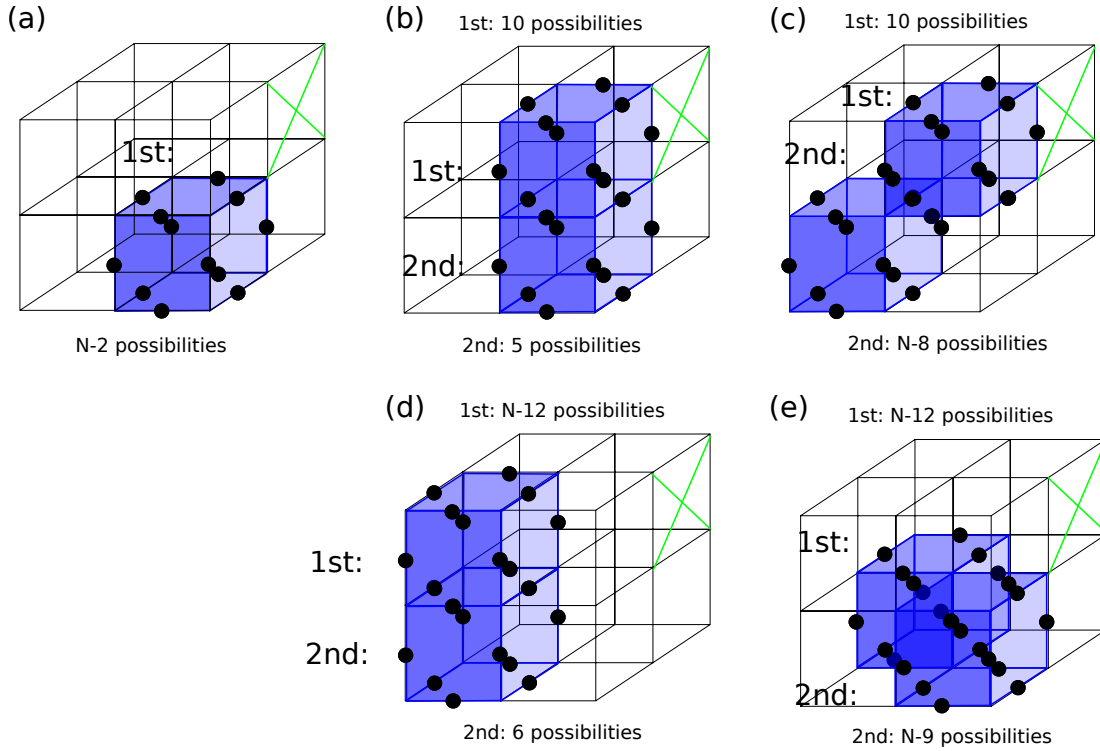 (a)
1st:
N-2 possibilities
(b)
1st: 10 possibilities
1st:
2nd:
2nd: 5 possibilities
(c)
1st: 10 possibilities
1st:
2nd:
2nd: N-8 possibilities
(d)
1st: N-12 possibilities
1st:
2nd:
2nd: 6 possibilities
(e)
1st: N-12 possibilities
1st:
2nd:
2nd: N-9 possibilities